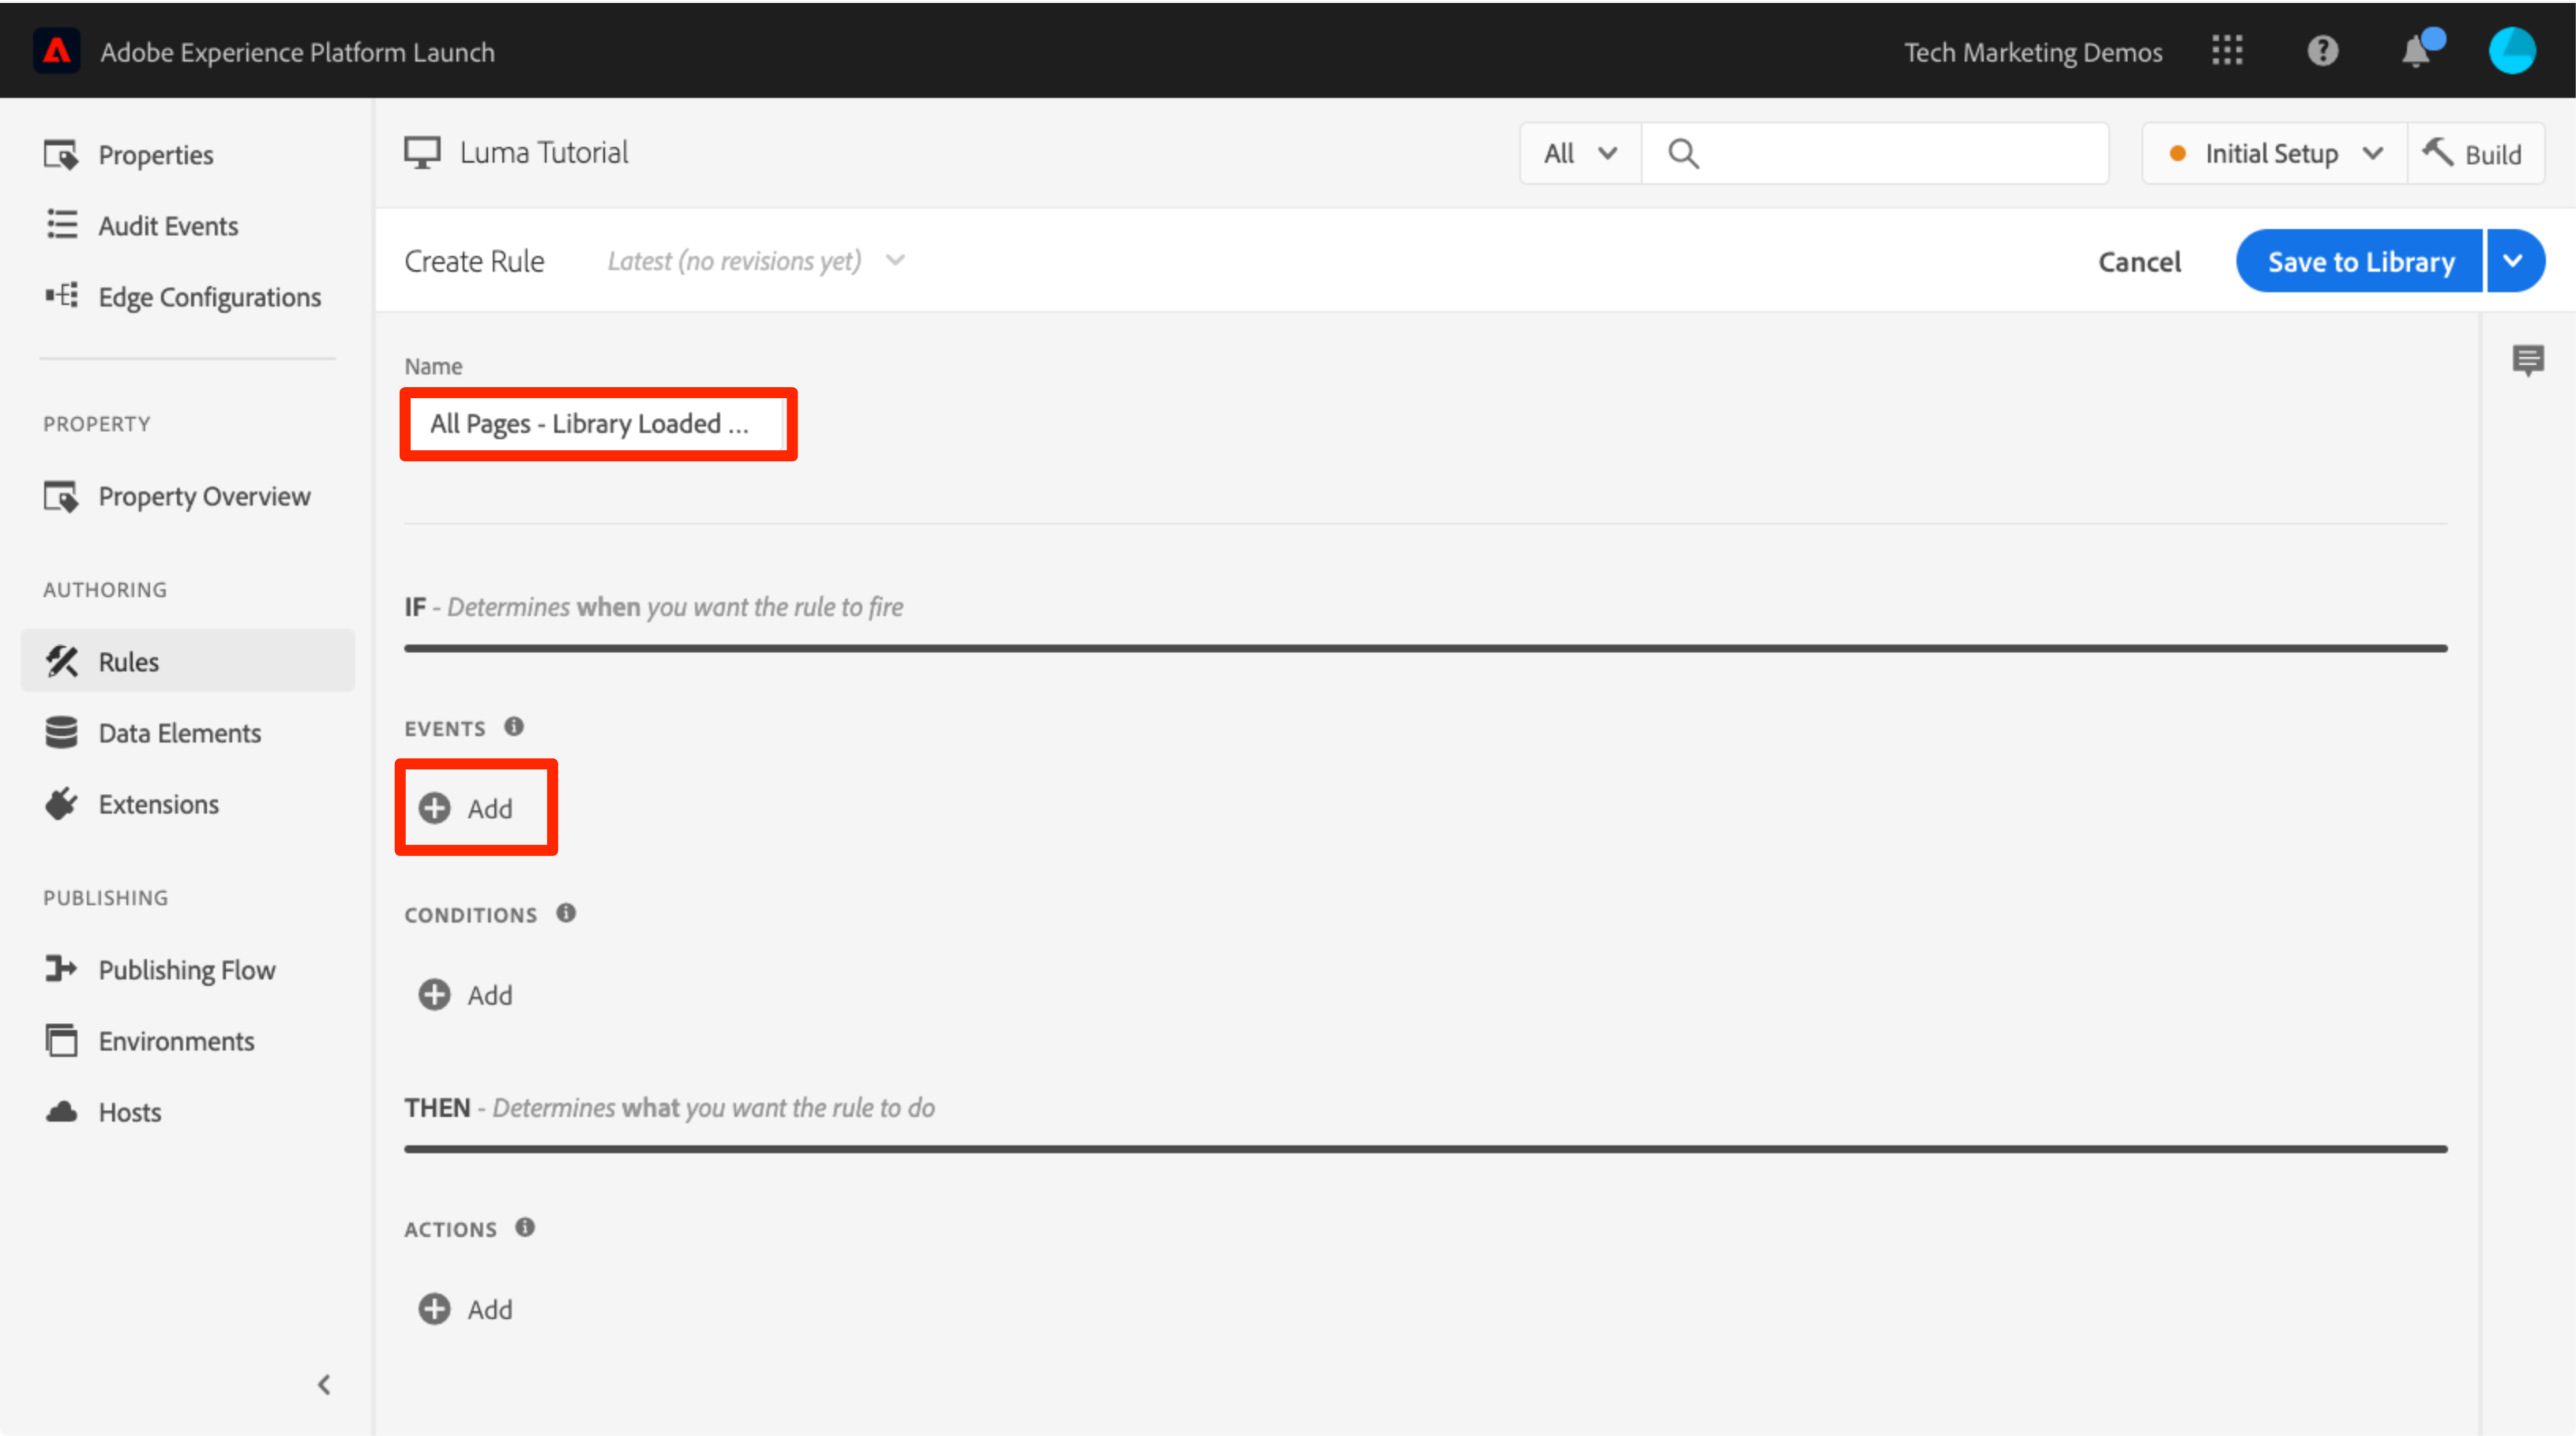 Adobe Experience Platform Launch
Tech Marketing Demos
Properties
Audit Events
Edge Configurations
PROPERTY
Property Overview
AUTHORING
Rules
Data Elements
Extensions
PUBLISHING
Publishing Flow
Environments
Hosts
Luma Tutorial
All
Initial Setup
Build
Create Rule
Latest (no revisions yet)
Cancel
Save to Library
Name
All Pages - Library Loaded ...
IF - Determines when you want the rule to fire
EVENTS
Add
CONDITIONS
Add
THEN - Determines what you want the rule to do
ACTIONS
Add